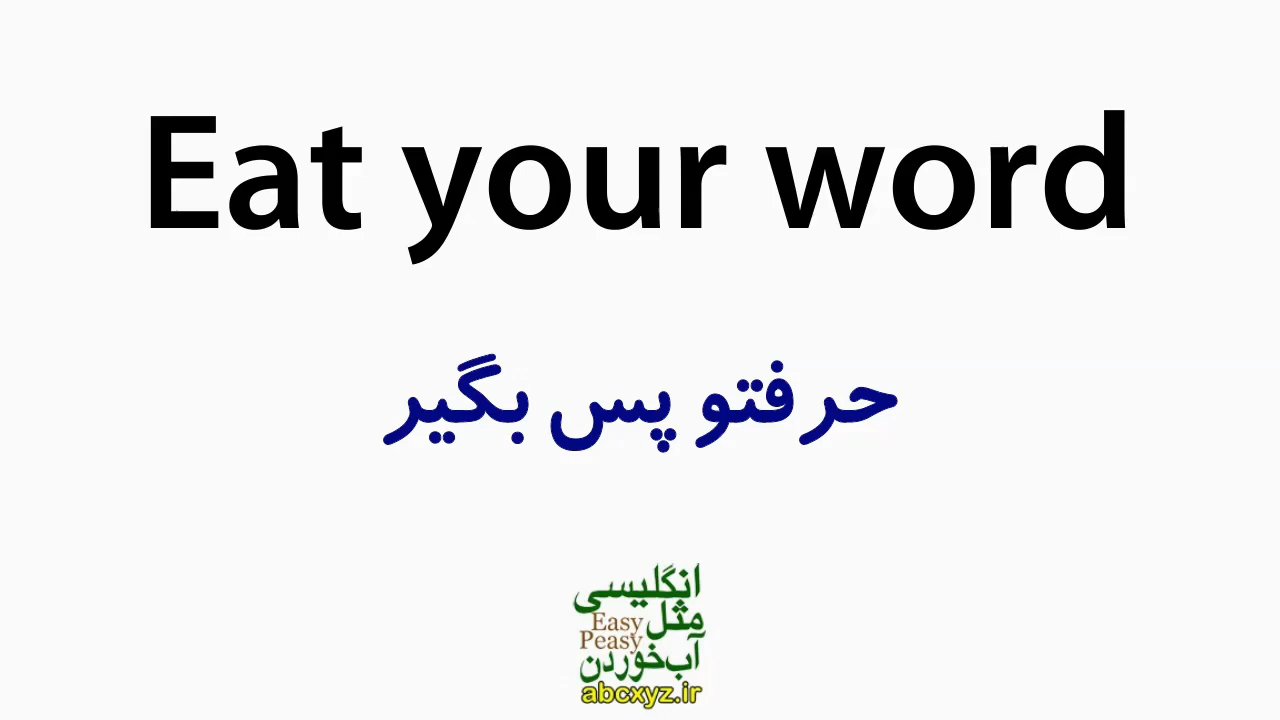 Eat your word
حرفتو پس بگیر
انگلیسی
مثل
Easy
Peasy
آب‌خوردن
abcxyz.ir